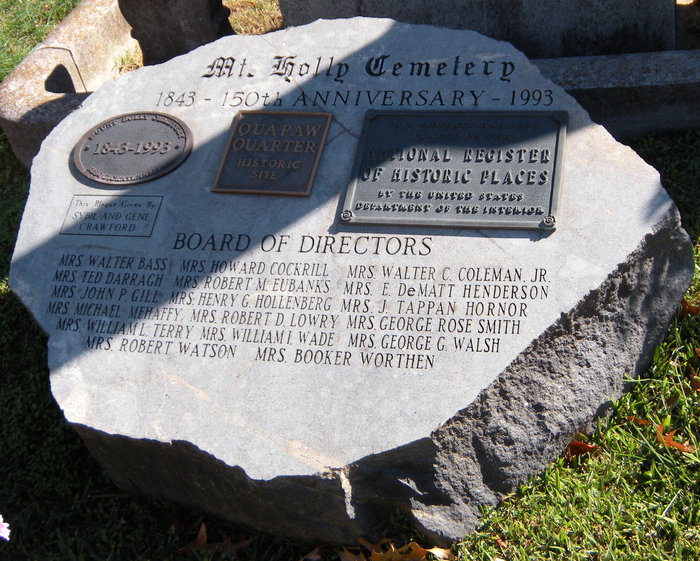 Mt. Holly Cemetery
1843 - 150th ANNIVERSARY - 1993
MOUNT HOLLY CEMETERY
1843-1993
QUAPAW
QUARTER
HISTORIC
SITE
NATIONAL REGISTER
OF HISTORIC PLACES
BY THE UNITED STATES
DEPARTMENT OF THE INTERIOR
This Plaque Given By
SYBIL AND GENE
CRAWFORD
BOARD OF DIRECTORS
MRS. WALTER BASS MRS. HOWARD COCKRILL MRS. WALTER C. COLEMAN, JR.
MRS. TED DARRAGH MRS. ROBERT M. EUBANKS MRS. E. DeMATT HENDERSON
MRS. JOHN P. GILL MRS. HENRY G. HOLLENBERG MRS. J. TAPPAN HORNOR
MRS. MICHAEL MEHAFFY MRS. ROBERT D. LOWRY MRS. GEORGE ROSE SMITH
MRS. WILLIAM L. TERRY MRS. WILLIAM I. WADE MRS. GEORGE G. WALSH
MRS. ROBERT WATSON MRS. BOOKER WORTHEN